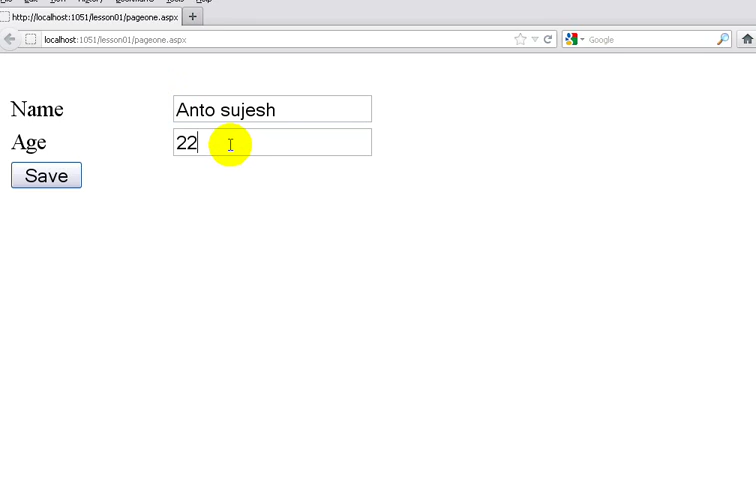 http://localhost:1051/lesson01/pageone.aspx
localhost:1051/lesson01/pageone.aspx
Google
Name
Anto sujesh
Age
22
Save